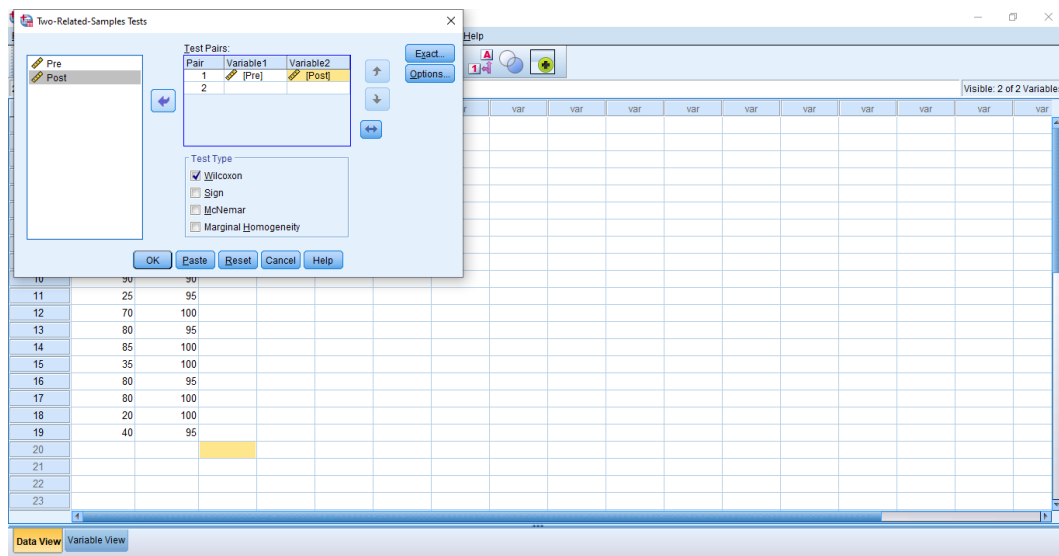 Two-Related-Samples Tests
Help
Pre
Post
Test Pairs:
Pair Variable1 Variable2
1 [Pre] [Post]
2
Exact...
Options...
Test Type
Wilcoxon
Sign
McNemar
Marginal Homogeneity
OK Paste Reset Cancel Help
Visible: 2 of 2 Variables
var var var var var var var var var var
10 90 90
11 25 95
12 70 100
13 80 95
14 85 100
15 35 100
16 80 95
17 80 100
18 20 100
19 40 95
20
21
22
23
Data View Variable View